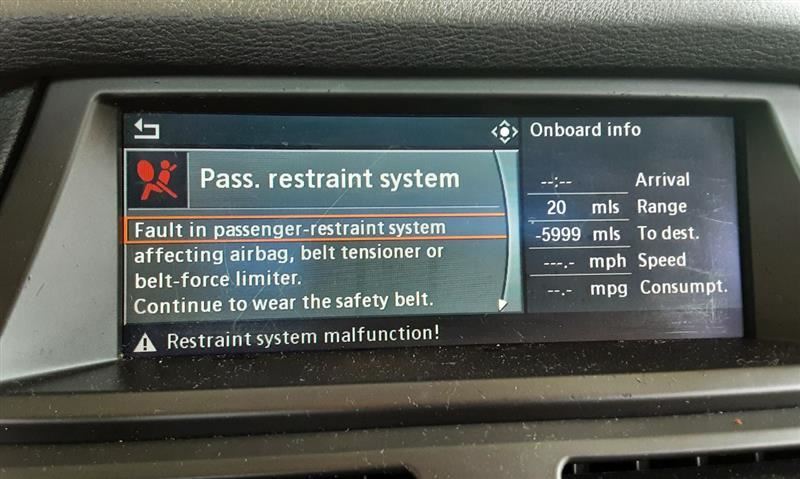 Pass. restraint system
Fault in passenger-restraint system
affecting airbag, belt tensioner or
belt-force limiter.
Continue to wear the safety belt.
Restraint system malfunction!
Onboard info
--:-- Arrival
20 mls Range
-5999 mls To dest.
---.- mph Speed
--.- mpg Consumpt.